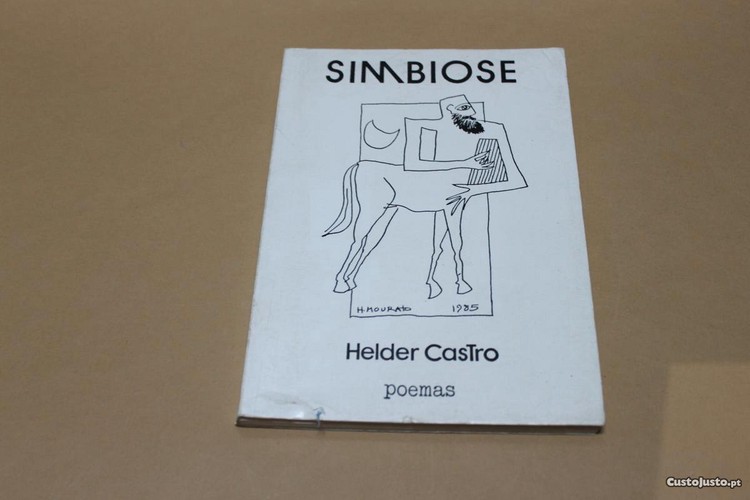 SIMBIOSE
H. MOURATO 1985
Helder Castro
poemas
CustoJusto.pt